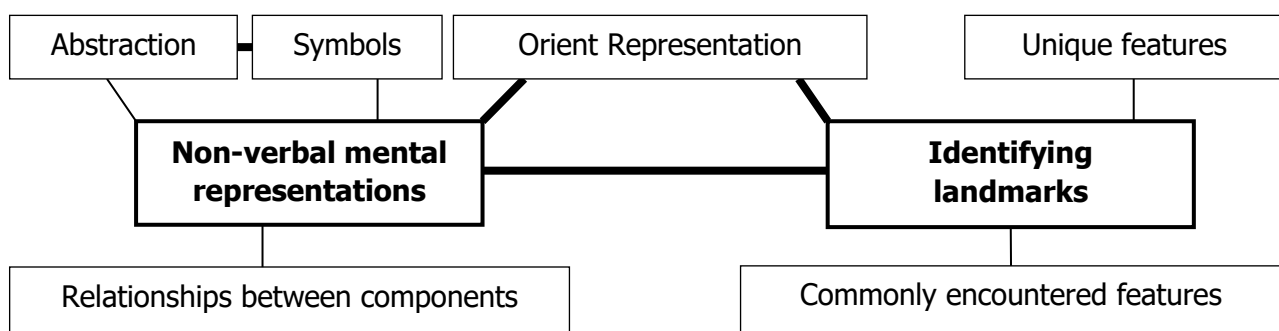 Abstraction
Symbols
Orient Representation
Unique features
Non-verbal mental
representations
Identifying
landmarks
Relationships between components
Commonly encountered features